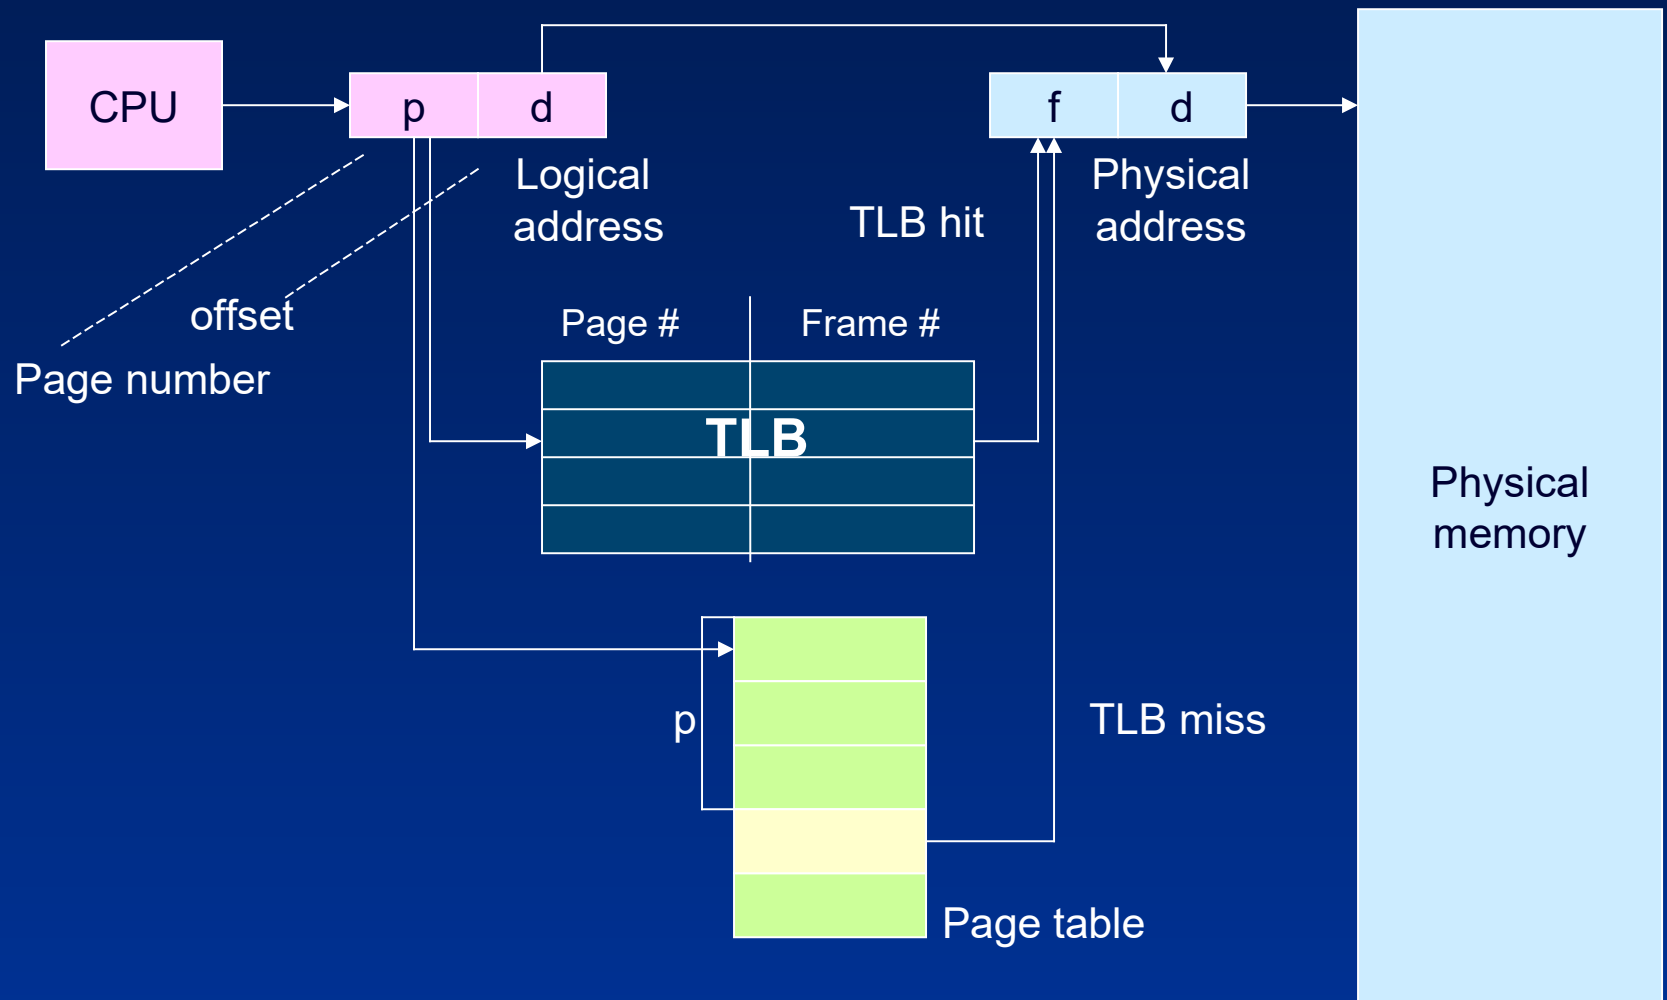 CPU
p
d
f
d
Logical
address
Physical
address
TLB hit
offset
Page number
Page #
Frame #
TLB
Physical
memory
p
TLB miss
Page table